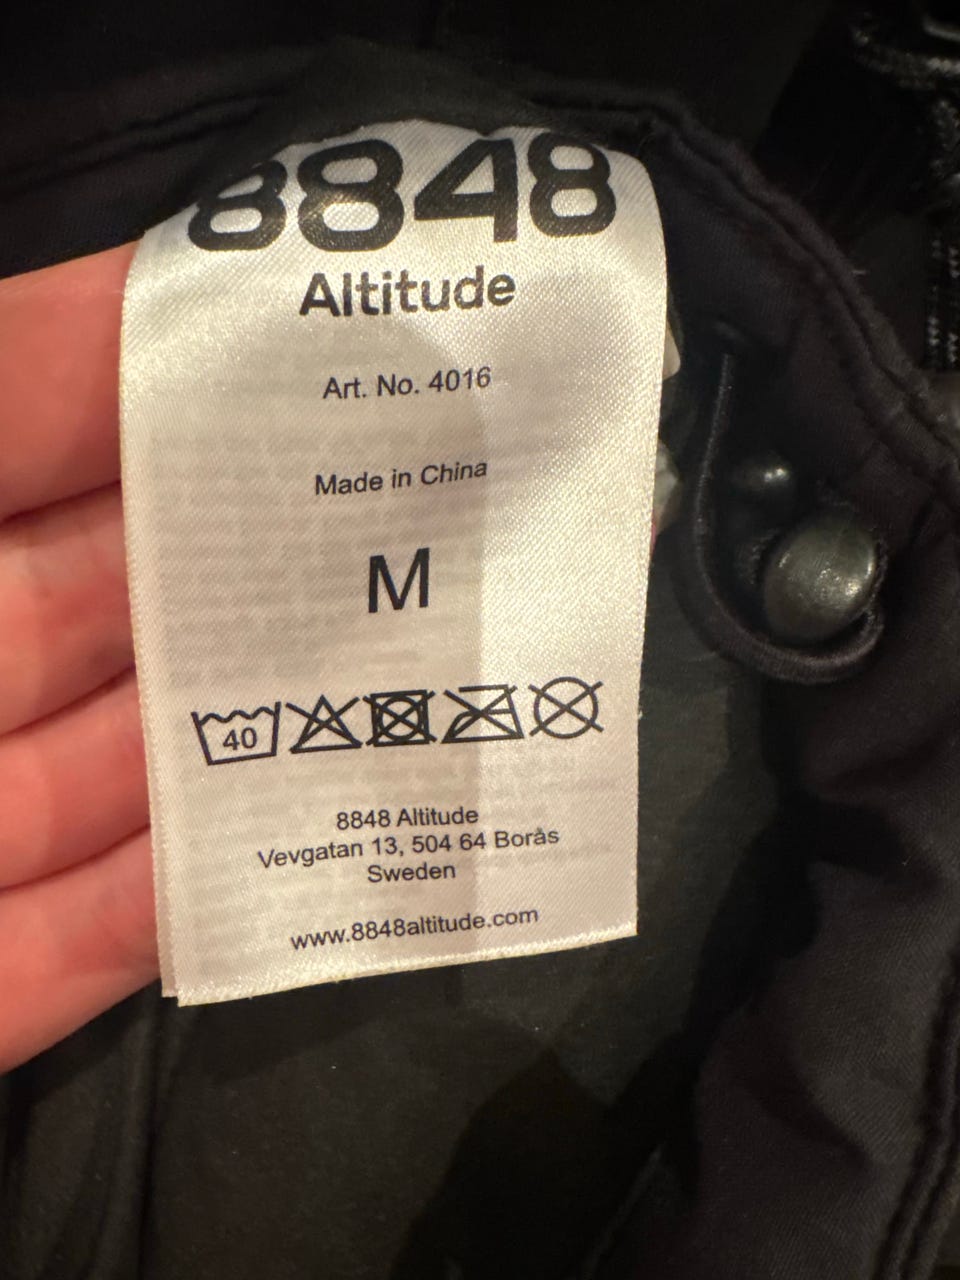 8848
Altitude
Art. No. 4016
Made in China
M
40
8848 Altitude
Vevgatan 13, 504 64 Borås
Sweden
www.8848altitude.com